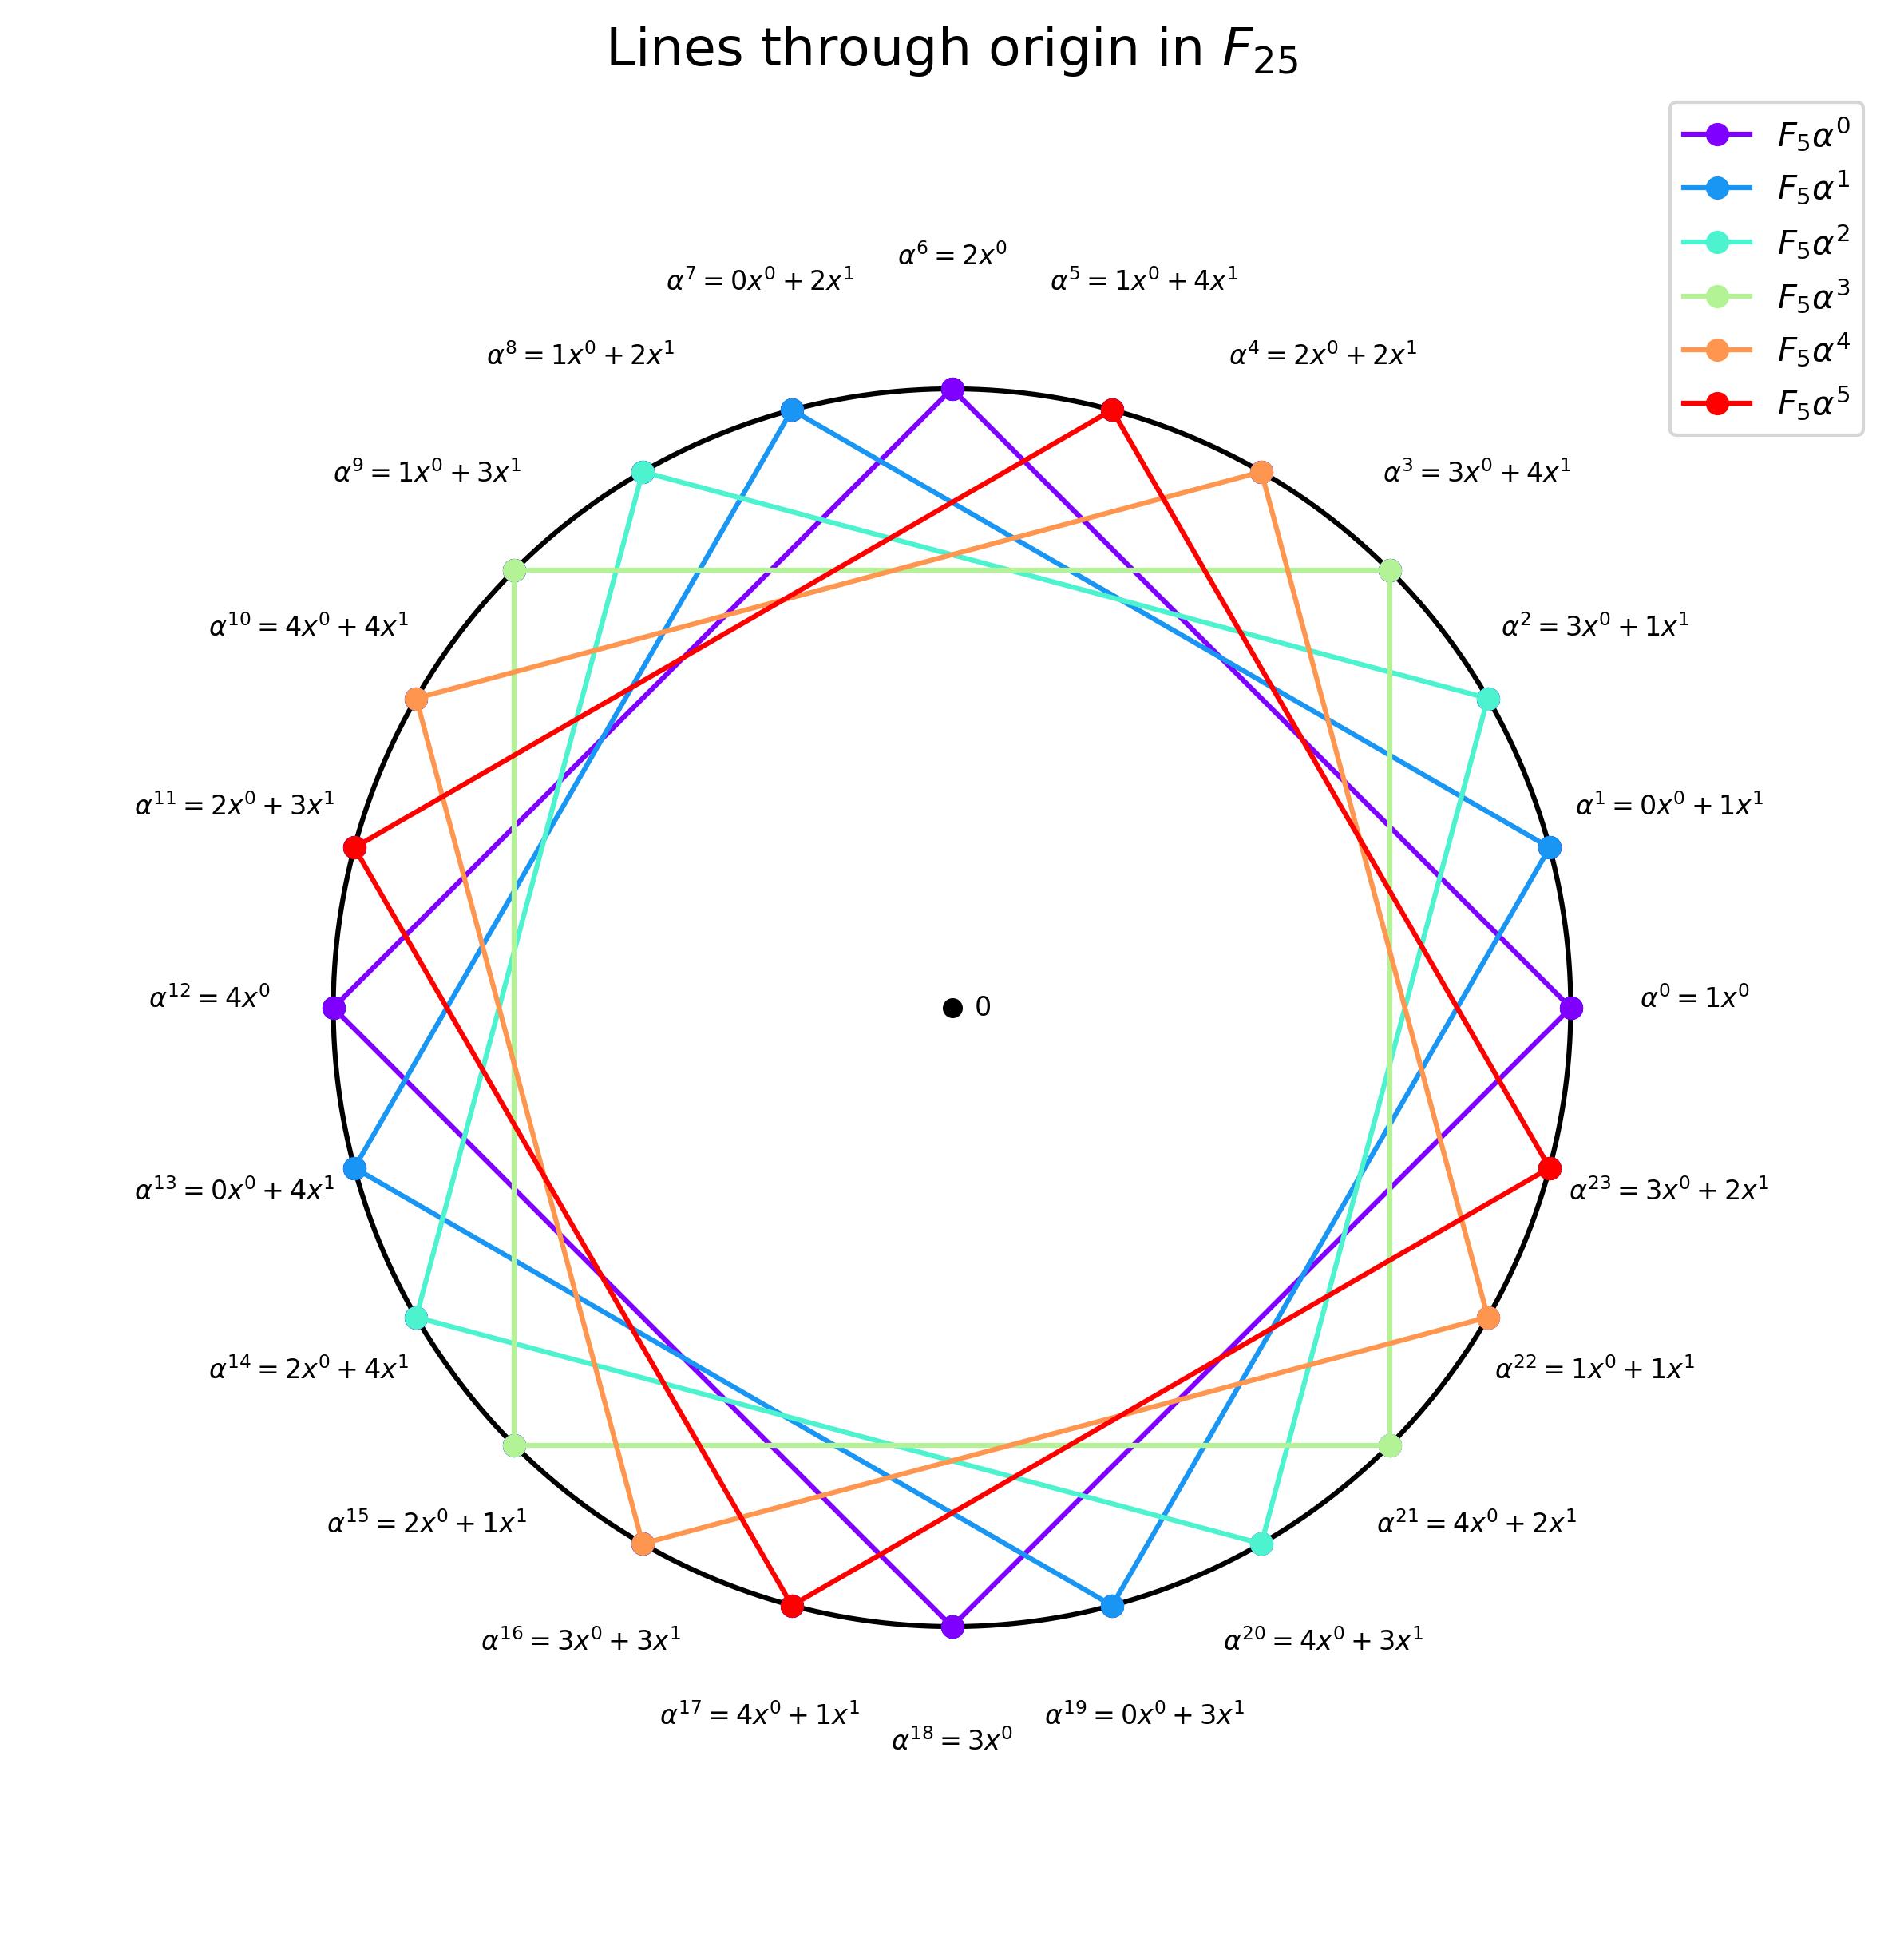 Lines through origin in $F_{25}$
$F_5\alpha^0$
$F_5\alpha^1$
$F_5\alpha^2$
$F_5\alpha^3$
$F_5\alpha^4$
$F_5\alpha^5$
$\alpha^6 = 2x^0$
$\alpha^7 = 0x^0 + 2x^1$
$\alpha^5 = 1x^0 + 4x^1$
$\alpha^8 = 1x^0 + 2x^1$
$\alpha^4 = 2x^0 + 2x^1$
$\alpha^9 = 1x^0 + 3x^1$
$\alpha^3 = 3x^0 + 4x^1$
$\alpha^{10} = 4x^0 + 4x^1$
$\alpha^2 = 3x^0 + 1x^1$
$\alpha^{11} = 2x^0 + 3x^1$
$\alpha^1 = 0x^0 + 1x^1$
$\alpha^{12} = 4x^0$
0
$\alpha^0 = 1x^0$
$\alpha^{13} = 0x^0 + 4x^1$
$\alpha^{23} = 3x^0 + 2x^1$
$\alpha^{14} = 2x^0 + 4x^1$
$\alpha^{22} = 1x^0 + 1x^1$
$\alpha^{15} = 2x^0 + 1x^1$
$\alpha^{21} = 4x^0 + 2x^1$
$\alpha^{16} = 3x^0 + 3x^1$
$\alpha^{20} = 4x^0 + 3x^1$
$\alpha^{17} = 4x^0 + 1x^1$
$\alpha^{19} = 0x^0 + 3x^1$
$\alpha^{18} = 3x^0$